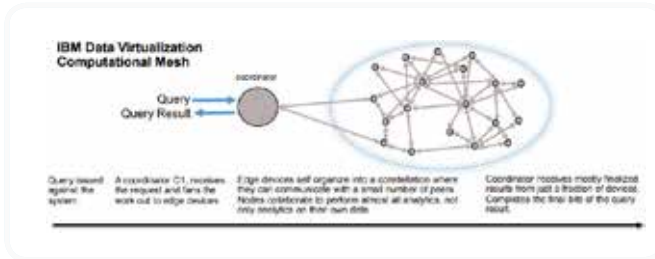 IBM Data Virtualization
Computational Mesh
coordinator
Query
Query Result
Query issued
against the
system
A coordinator C1, receives
the request and fans the
work out to edge devices
Edge devices self organize into a constellation where
they can communicate with a small number of peers.
Nodes collaborate to perform almost all analytics, not
only analytics on their own data.
Coordinator receives mostly finalized
results from just a fraction of devices.
Completes the final bits of the query
result.